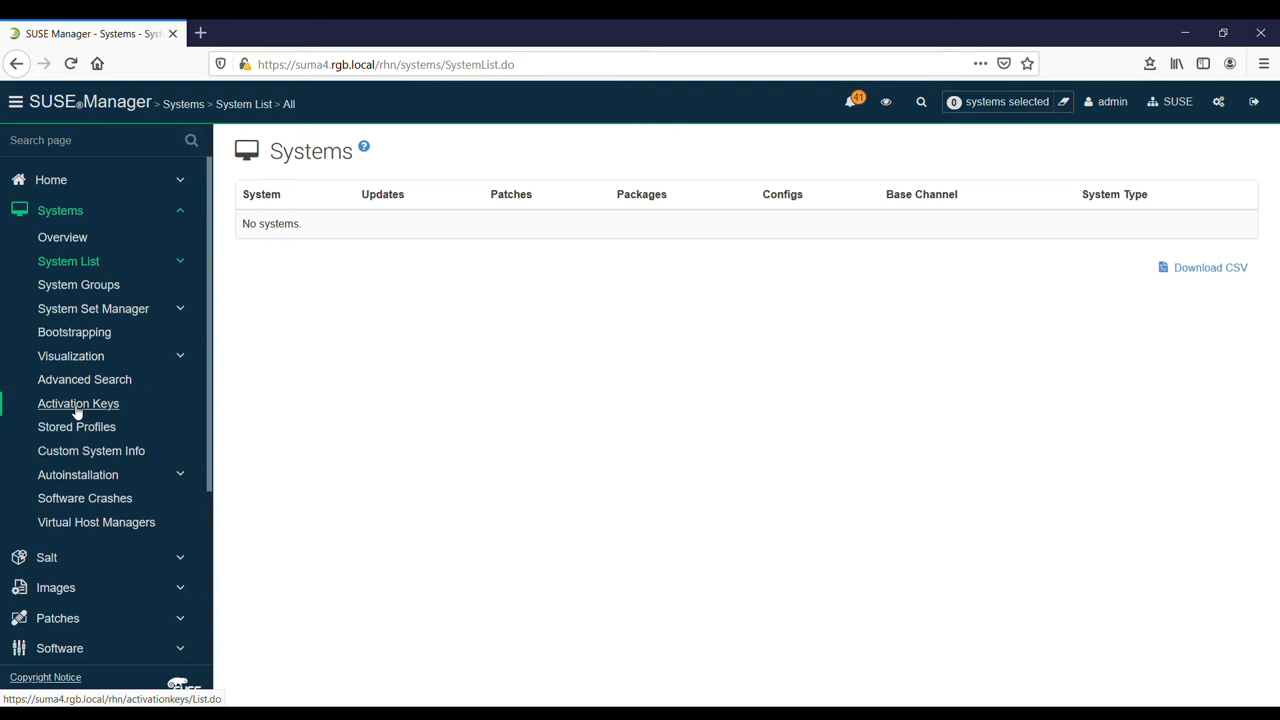 SUSE Manager - Systems - Syst
https://suma4.rgb.local/rhn/systems/SystemList.do
SUSE Manager > Systems > System List > All
41
0 systems selected
admin
SUSE
Search page
Systems ?
Home
Systems
Overview
System List
System Groups
System Set Manager
Bootstrapping
Visualization
Advanced Search
Activation Keys
Stored Profiles
Custom System Info
Autoinstallation
Software Crashes
Virtual Host Managers
Salt
Images
Patches
Software
Copyright Notice
SUSE
https://suma4.rgb.local/rhn/activationkeys/List.do
System Updates Patches Packages Configs Base Channel System Type
No systems.
Download CSV